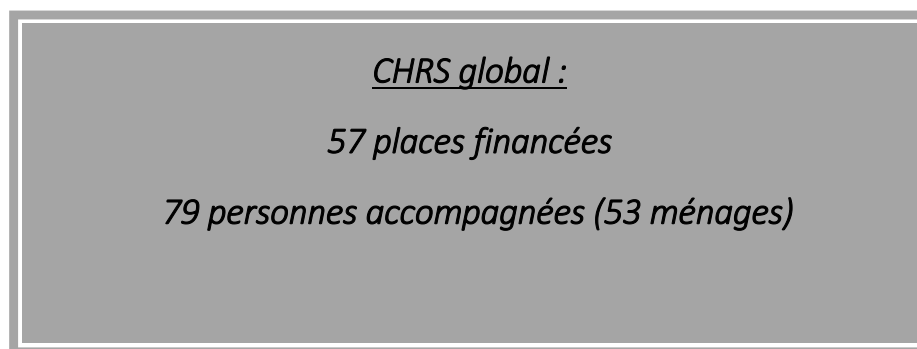 CHRS global :
57 places financées
79 personnes accompagnées (53 ménages)